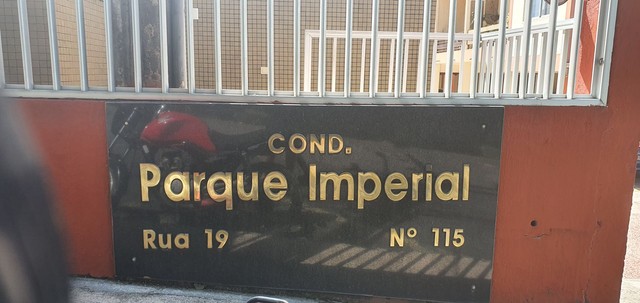 COND.
Parque Imperial
Rua 19 Nº 115